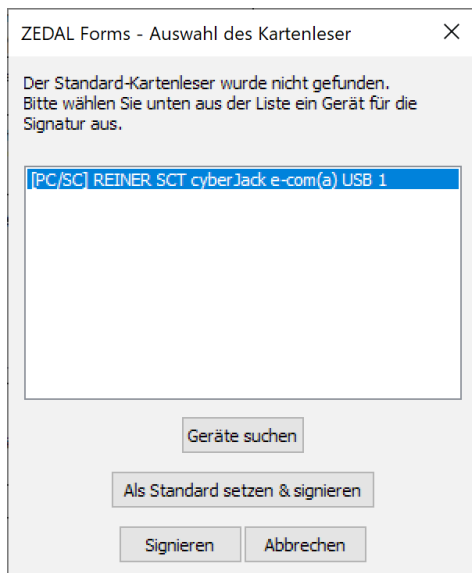 ZEDAL Forms - Auswahl des Kartenleser
Der Standard-Kartenleser wurde nicht gefunden.
Bitte wählen Sie unten aus der Liste ein Gerät für die
Signatur aus.
[PC/SC] REINER SCT cyberJack e-com(a) USB 1
Geräte suchen
Als Standard setzen & signieren
Signieren Abbrechen